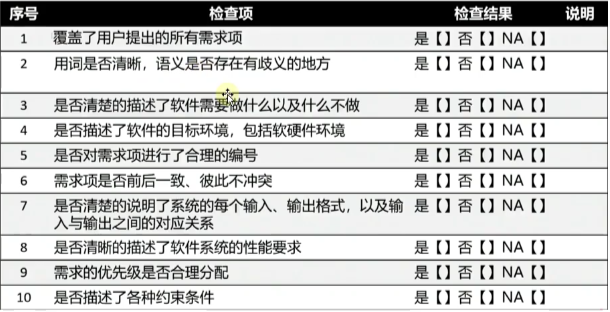 序号 检查项 检查结果 说明
1 覆盖了用户提出的所有需求项 是【】否【】NA【】
2 用词是否清晰，语义是否存在有歧义的地方 是【】否【】NA【】
3 是否清楚的描述了软件需要做什么以及什么不做 是【】否【】NA【】
4 是否描述了软件的目标环境，包括软硬件环境 是【】否【】NA【】
5 是否对需求项进行了合理的编号 是【】否【】NA【】
6 需求项是否前后一致、彼此不冲突 是【】否【】NA【】
7 是否清楚的说明了系统的每个输入、输出格式，以及输 是【】否【】NA【】
入与输出之间的对应关系
8 是否清晰的描述了软件系统的性能要求 是【】否【】NA【】
9 需求的优先级是否合理分配 是【】否【】NA【】
10 是否描述了各种约束条件 是【】否【】NA【】